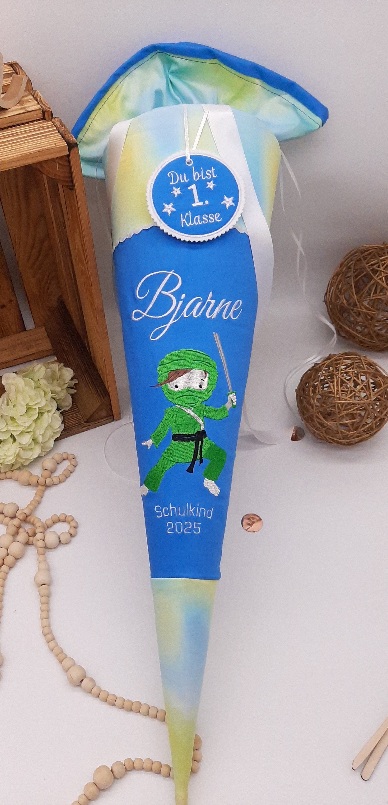 Du bist
1.
Klasse
Bjarne
Schulkind
2025